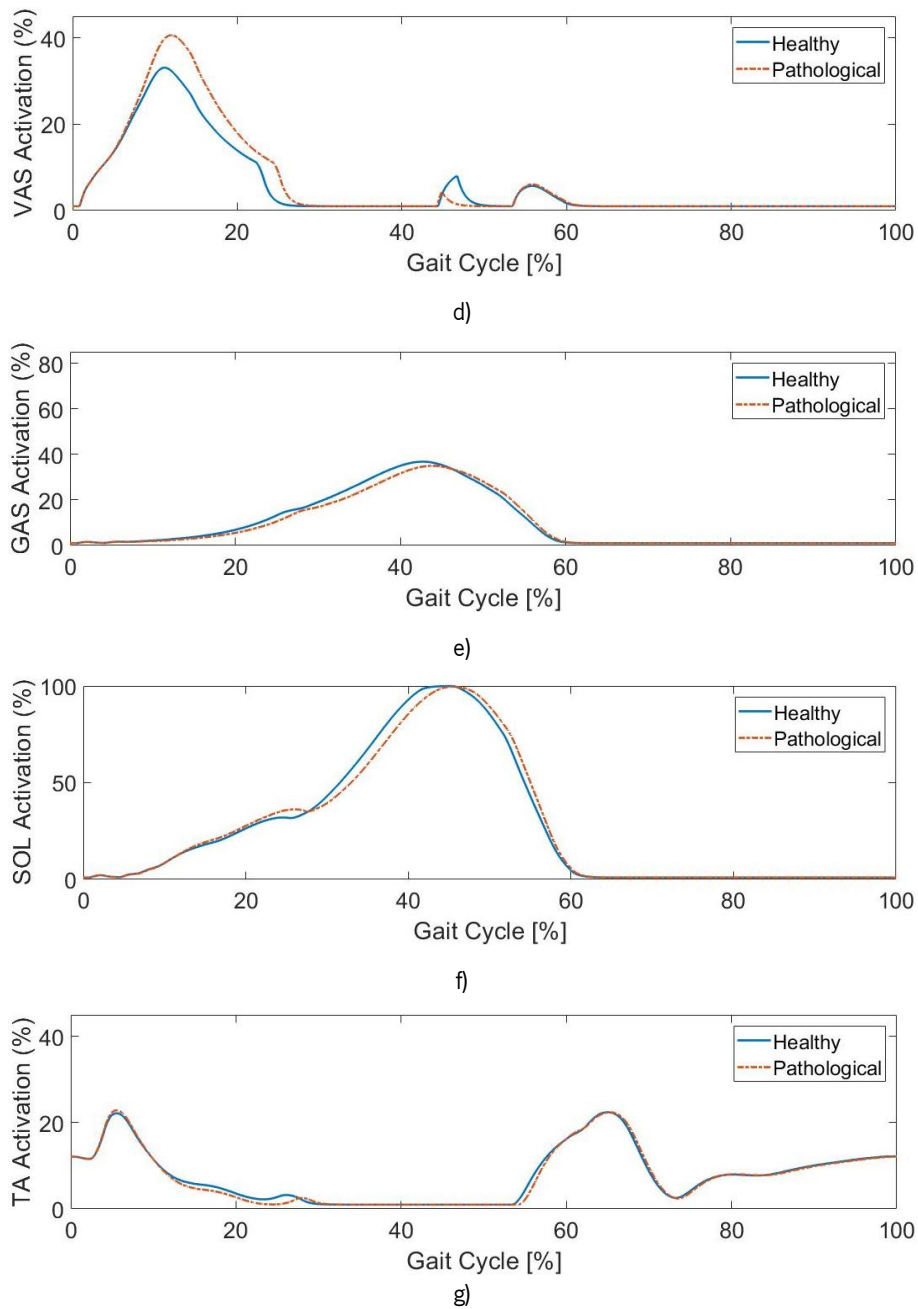 VAS Activation (%)
40
20
0
Healthy
Pathological
0 20 40 60 80 100
Gait Cycle [%]
d)
GAS Activation (%)
80
60
40
20
0
Healthy
Pathological
0 20 40 60 80 100
Gait Cycle [%]
e)
SOL Activation (%)
100
50
0
Healthy
Pathological
0 20 40 60 80 100
Gait Cycle [%]
f)
TA Activation (%)
40
20
0
Healthy
Pathological
0 20 40 60 80 100
Gait Cycle [%]
g)